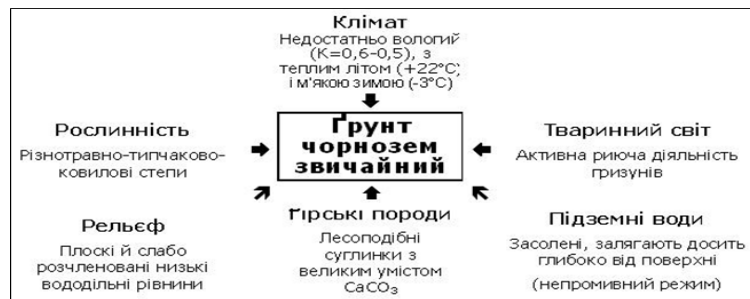 Клімат
Недостатньо вологий
(К=0,6-0,5), з
теплим літом (+22°С)
і м'якою зимою (-3°С)
Рослинність
Різнотравно-типчаково-
ковилові степи
Ґрунт
чорнозем
звичайний
Тваринний світ
Активна риюча діяльність
гризунів
Рельєф
Плоскі й слабо
розчленовані низькі
вододільні рівнини
Гірські породи
Лесоподібні
суглинки з
великим умістом
СаСО₃
Підземні води
Засолені, залягають досить
глибоко від поверхні
(непромивний режим)